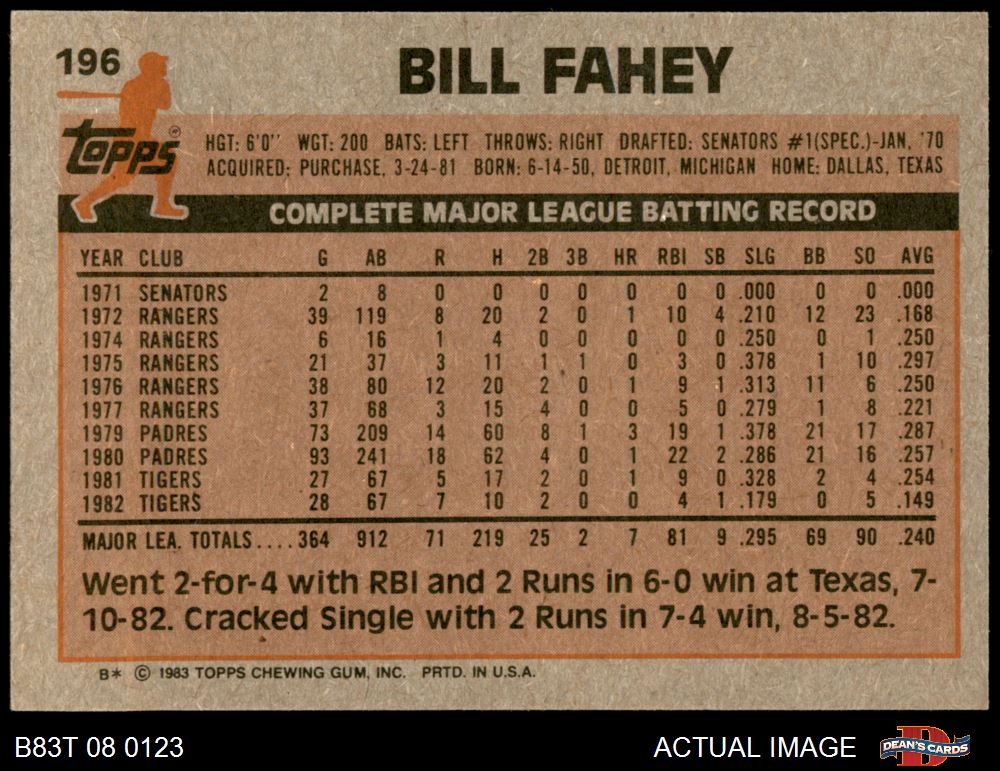 196
BILL FAHEY
Topps®
HGT: 6'0" WGT: 200 BATS: LEFT THROWS: RIGHT DRAFTED: SENATORS #1(SPEC.)-JAN, '70
ACQUIRED: PURCHASE, 3-24-81 BORN: 6-14-50, DETROIT, MICHIGAN HOME: DALLAS, TEXAS
COMPLETE MAJOR LEAGUE BATTING RECORD
YEAR CLUB G AB R H 2B 3B HR RBI SB SLG BB SO AVG
1971 SENATORS 2 8 0 0 0 0 0 0 0 .000 0 0 .000
1972 RANGERS 39 119 8 20 2 0 1 10 4 .210 12 23 .168
1974 RANGERS 6 16 1 4 0 0 0 0 0 .250 0 1 .250
1975 RANGERS 21 37 3 11 1 1 0 3 0 .378 1 10 .297
1976 RANGERS 38 80 12 20 2 0 1 9 1 .313 11 6 .250
1977 RANGERS 37 68 3 15 4 0 0 5 0 .279 1 8 .221
1979 PADRES 73 209 14 60 8 1 3 19 1 .378 21 17 .287
1980 PADRES 93 241 18 62 4 0 1 22 2 .286 21 16 .257
1981 TIGERS 27 67 5 17 2 0 1 9 0 .328 2 4 .254
1982 TIGERS 28 67 7 10 2 0 0 4 1 .179 0 5 .149
MAJOR LEA. TOTALS....364 912 71 219 25 2 7 81 9 .295 69 90 .240
Went 2-for-4 with RBI and 2 Runs in 6-0 win at Texas, 7-
10-82. Cracked Single with 2 Runs in 7-4 win, 8-5-82.
B* © 1983 TOPPS CHEWING GUM, INC. PRTD. IN U.S.A.
B83T 08 0123
ACTUAL IMAGE
DEAN'S CARDS